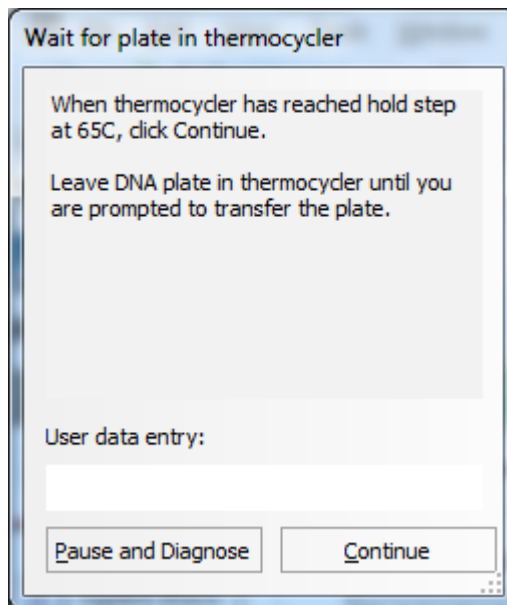 Wait for plate in thermocycler
When thermocycler has reached hold step
at 65C, click Continue.
Leave DNA plate in thermocycler until you
are prompted to transfer the plate.
User data entry:
Pause and Diagnose
Continue